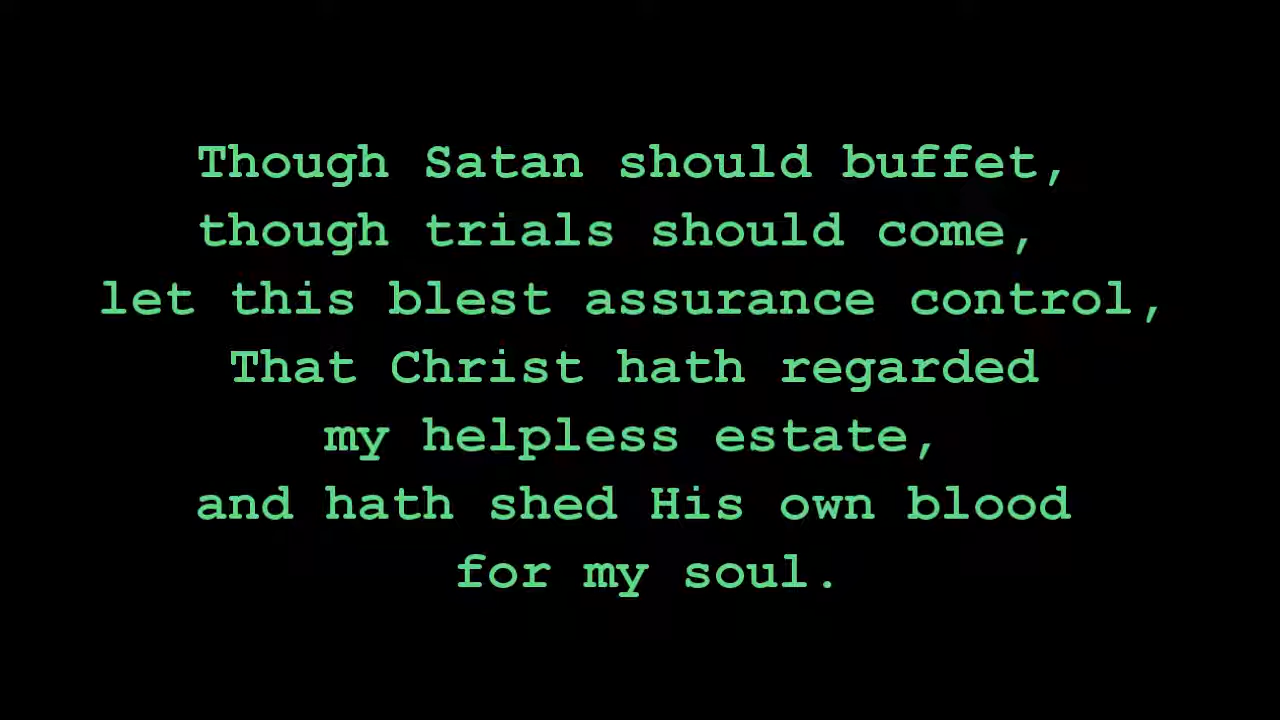 Though Satan should buffet,
though trials should come,
let this blest assurance control,
That Christ hath regarded
my helpless estate,
and hath shed His own blood
for my soul.